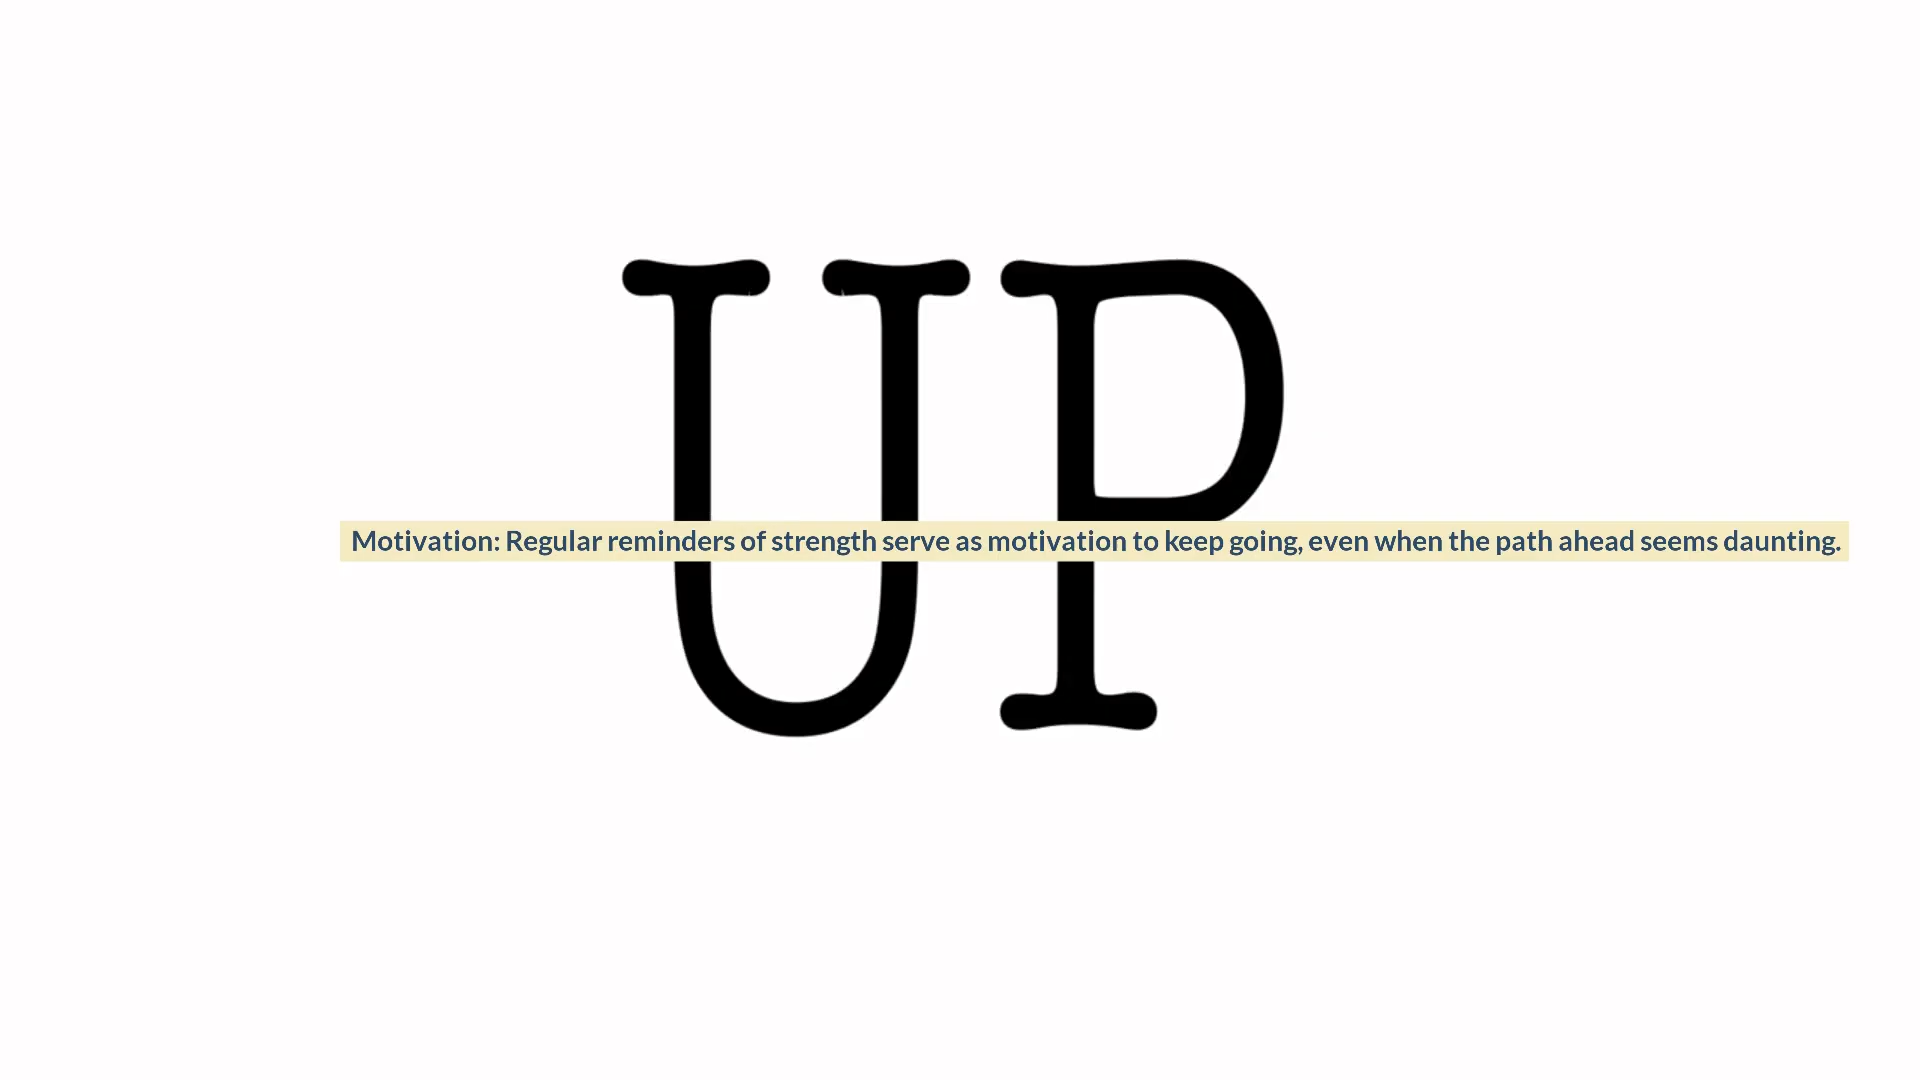 UP
Motivation: Regular reminders of strength serve as motivation to keep going, even when the path ahead seems daunting.